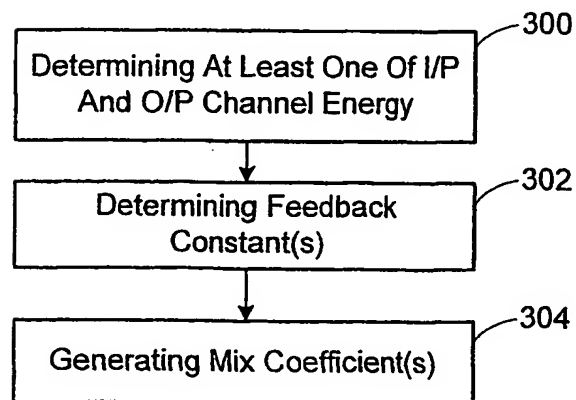 300
Determining At Least One Of I/P
And O/P Channel Energy
302
Determining Feedback
Constant(s)
304
Generating Mix Coefficient(s)